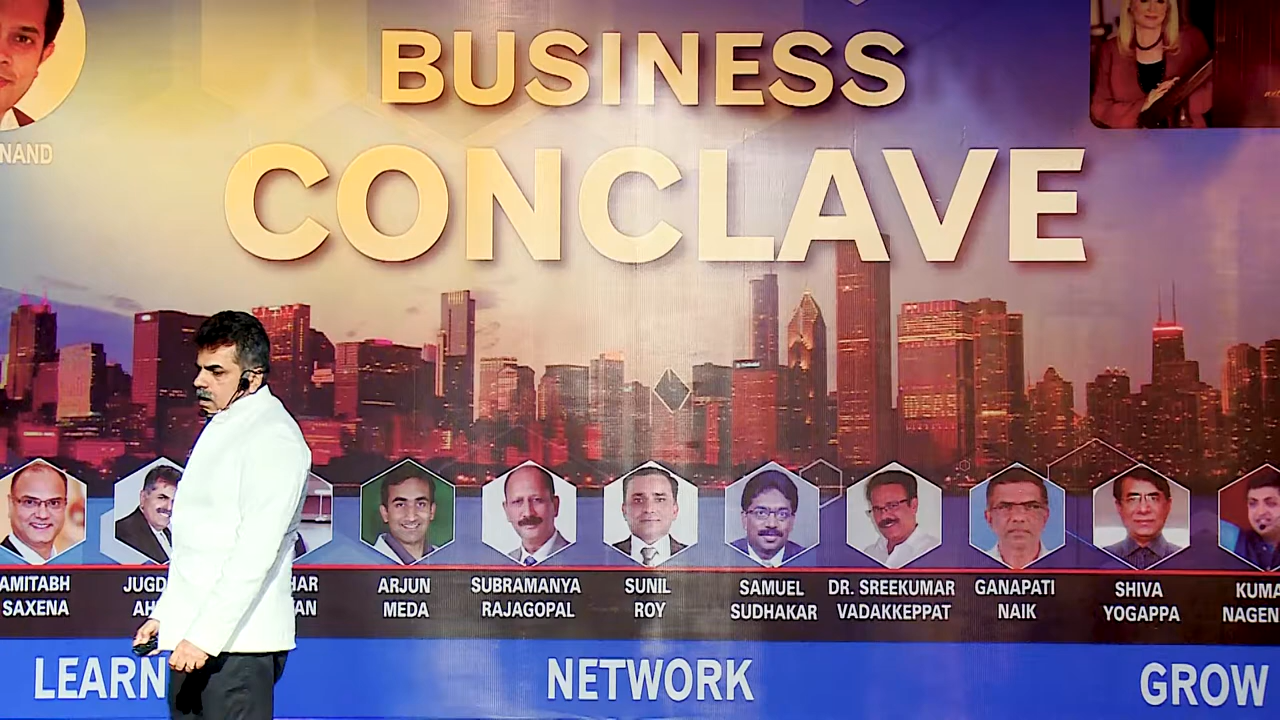 BUSINESS
CONCLAVE
NAND
AMITABH
SAXENA
JUGD
AH
HAR
AN
ARJUN
MEDA
SUBRAMANYA
RAJAGOPAL
SUNIL
ROY
SAMUEL
SUDHAKAR
DR. SREEKUMAR
VADAKKEPPAT
GANAPATI
NAIK
SHIVA
YOGAPPA
KUMA
NAGEN
LEARN
NETWORK
GROW